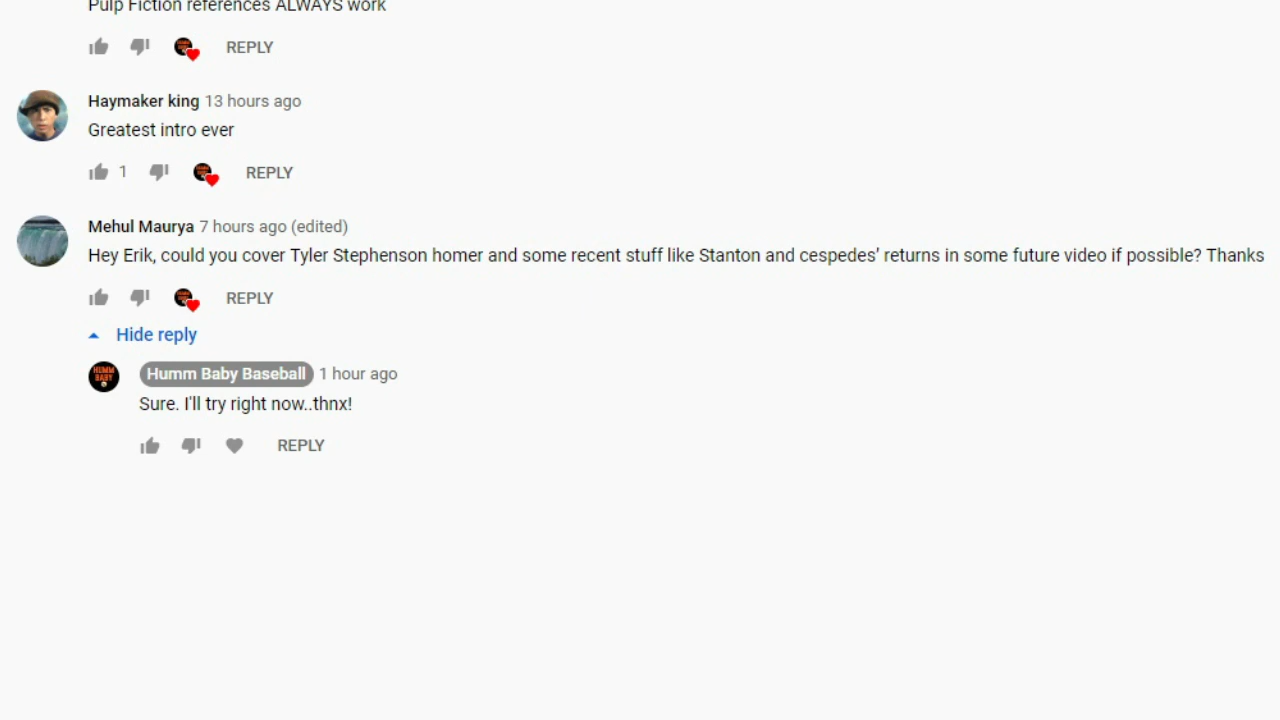 Pulp Fiction references ALWAYS work
REPLY
Haymaker king 13 hours ago
Greatest intro ever
1 REPLY
Mehul Maurya 7 hours ago (edited)
Hey Erik, could you cover Tyler Stephenson homer and some recent stuff like Stanton and cespedes’ returns in some future video if possible? Thanks
REPLY
Hide reply
HUMM BABY
Humm Baby Baseball 1 hour ago
Sure. I'll try right now..thnx!
REPLY